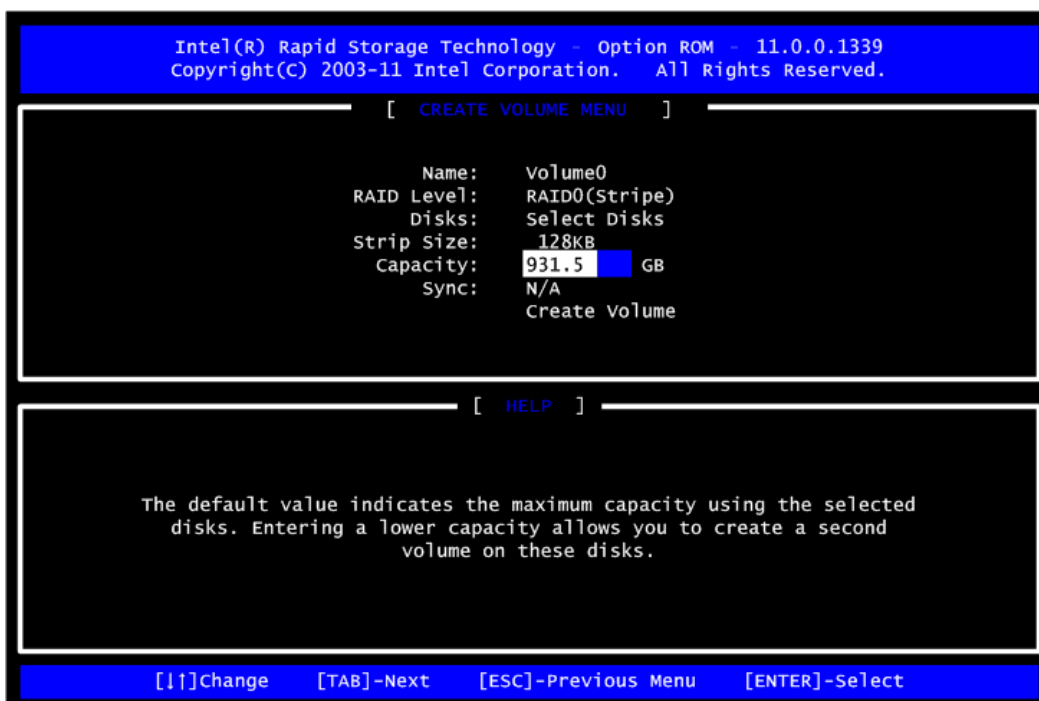 Intel(R) Rapid Storage Technology - Option ROM - 11.0.0.1339
Copyright(C) 2003-11 Intel Corporation. All Rights Reserved.
[ CREATE VOLUME MENU ]
Name: Volume0
RAID Level: RAID0(Stripe)
Disks: Select Disks
Strip Size: 128KB
Capacity: 931.5 GB
Sync: N/A
Create Volume
[ HELP ]
The default value indicates the maximum capacity using the selected
disks. Entering a lower capacity allows you to create a second
volume on these disks.
[↓↑]Change [TAB]-Next [ESC]-Previous Menu [ENTER]-Select